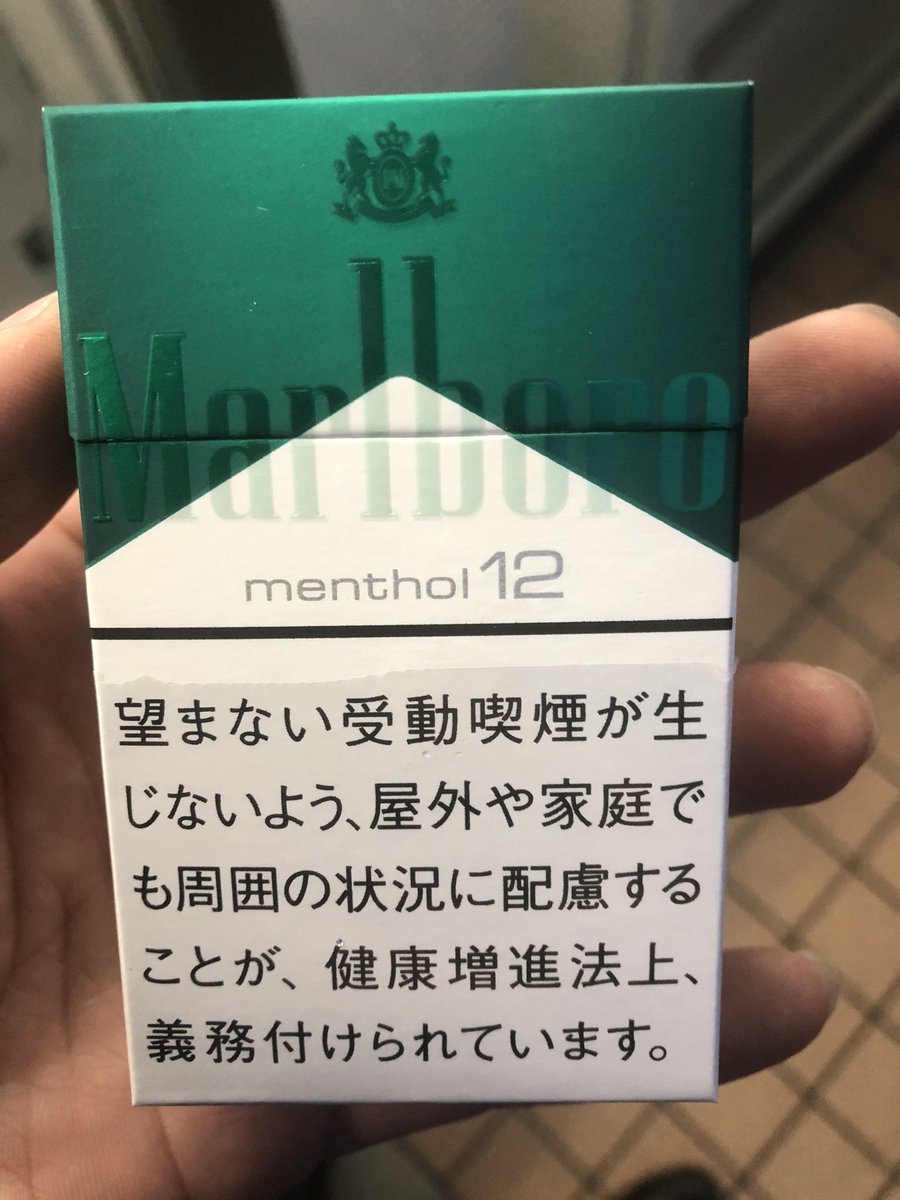 Marlboro
menthol 12
望まない受動喫煙が生
じないよう、屋外や家庭で
も周囲の状況に配慮する
ことが、健康増進法上、
義務付けられています。